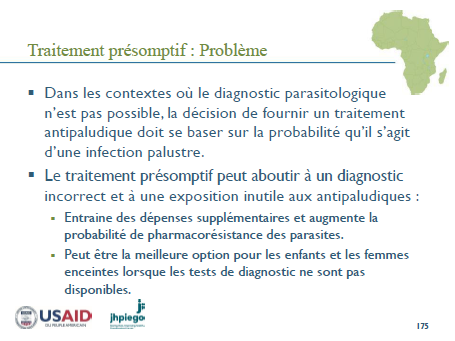 Traitement présomptif : Problème
▪ Dans les contextes où le diagnostic parasitologique
n'est pas possible, la décision de fournir un traitement
antipaludique doit se baser sur la probabilité qu'il s'agit
d'une infection palustre.
▪ Le traitement présomptif peut aboutir à un diagnostic
incorrect et à une exposition inutile aux antipaludiques :
▪ Entraine des dépenses supplémentaires et augmente la
probabilité de pharmacorésistance des parasites.
▪ Peut être la meilleure option pour les enfants et les femmes
enceintes lorsque les tests de diagnostic ne sont pas
disponibles.
USAID
jhpiego
175